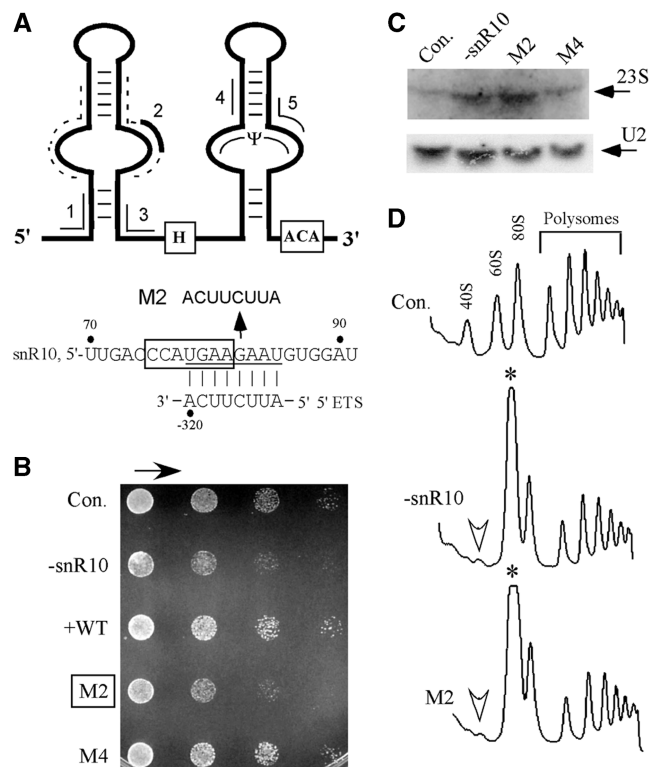 A
2
4
5
Ψ
1
3
5'
H
ACA
3'
M2 ACUUCUUA
70
90
snR10, 5'-UUGACCCAUGAAGAAUGUGGAU
3'-ACUUCUUA-5' 5' ETS
-320
B
Con.
-snR10
+WT
M2
M4
C
Con.
-snR10
M2
M4
23S
U2
D
Polysomes
40S
60S
80S
Con.
*
-snR10
*
M2